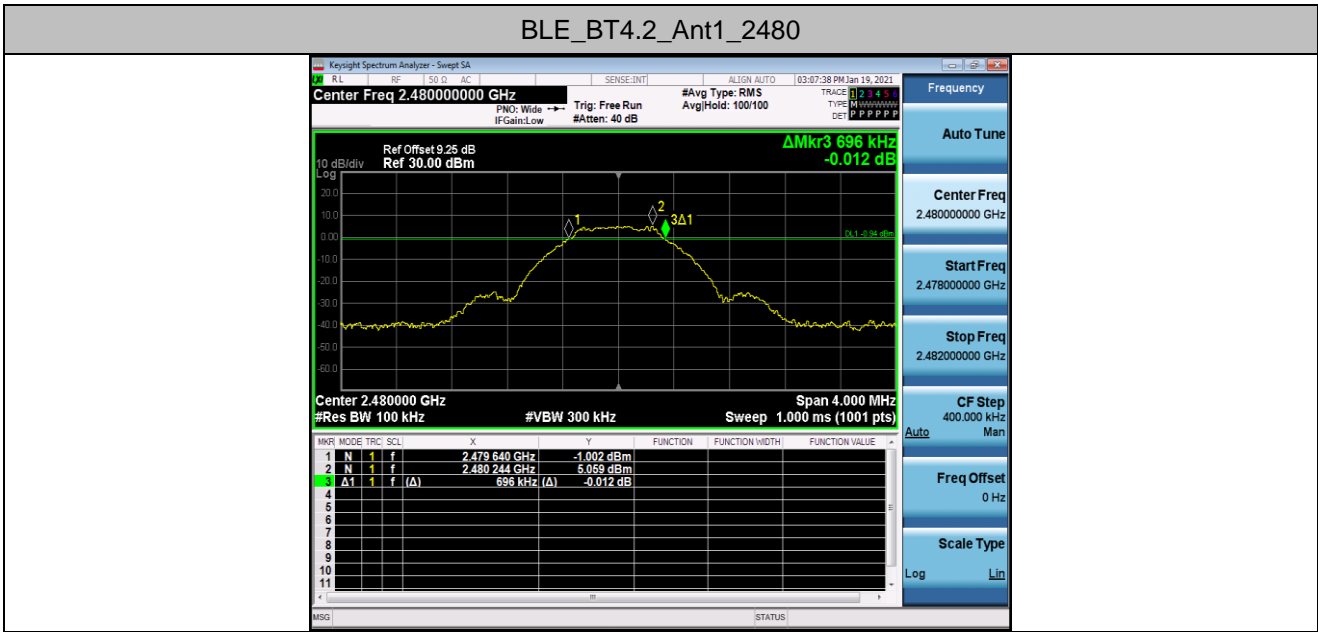 BLE_BT4.2_Ant1_2480
Keysight Spectrum Analyzer - Swept SA
RL RF 50 Ω AC SENSE:INT ALIGN AUTO 03:07:38 PM Jan 19, 2021
Center Freq 2.480000000 GHz
PNO: Wide
IFGain:Low
Trig: Free Run
#Atten: 40 dB
#Avg Type: RMS
Avg|Hold: 100/100
TRACE 1 2 3 4 5 6
TYPE M WWWWW
DET P P P P P P
Ref Offset 9.25 dB
10 dB/div Ref 30.00 dBm
Log
ΔMkr3 696 kHz
-0.012 dB
20.0
10.0
0.00
-10.0
-20.0
-30.0
-40.0
-50.0
-60.0
1
2
3Δ1
DL1 -0.94 dBm
Center 2.480000 GHz Span 4.000 MHz
#Res BW 100 kHz #VBW 300 kHz Sweep 1.000 ms (1001 pts)
MKR MODE TRC SCL X Y FUNCTION FUNCTION WIDTH FUNCTION VALUE
1 N 1 f 2.479 640 GHz -1.002 dBm
2 N 1 f 2.480 244 GHz 5.059 dBm
3 Δ1 1 f (Δ) 696 kHz (Δ) -0.012 dB
4
5
6
7
8
9
10
11
MSG STATUS
Frequency
Auto Tune
Center Freq
2.480000000 GHz
Start Freq
2.478000000 GHz
Stop Freq
2.482000000 GHz
CF Step
400.000 kHz
Auto Man
Freq Offset
0 Hz
Scale Type
Log Lin